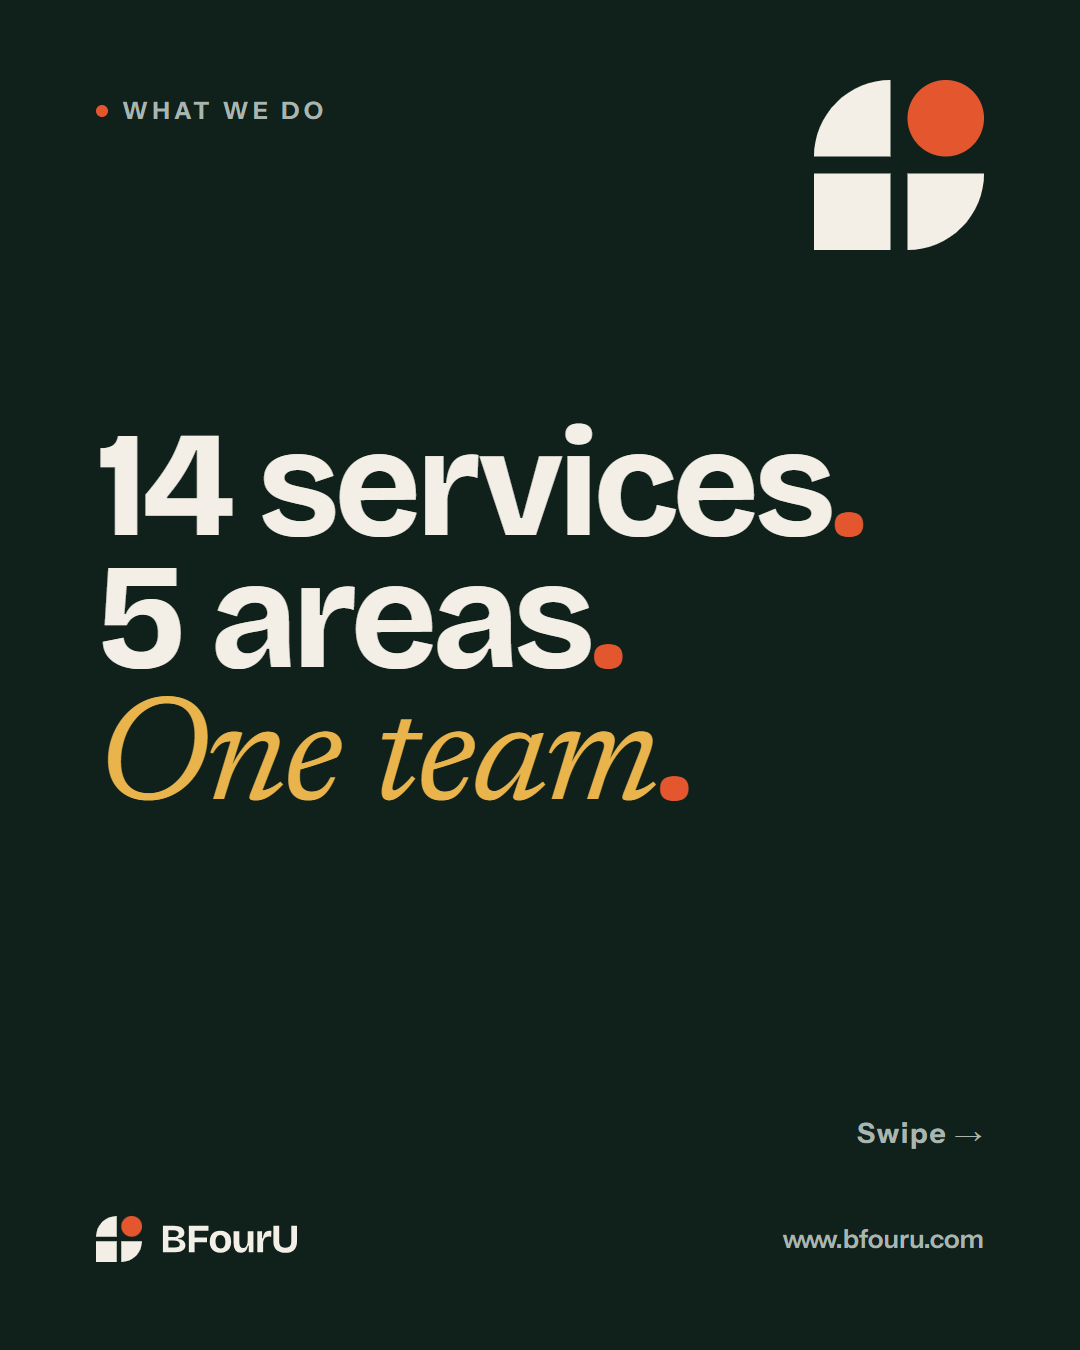 WHAT WE DO
14 services.
5 areas.
One team.
Swipe →
BFourU
www.bfouru.com